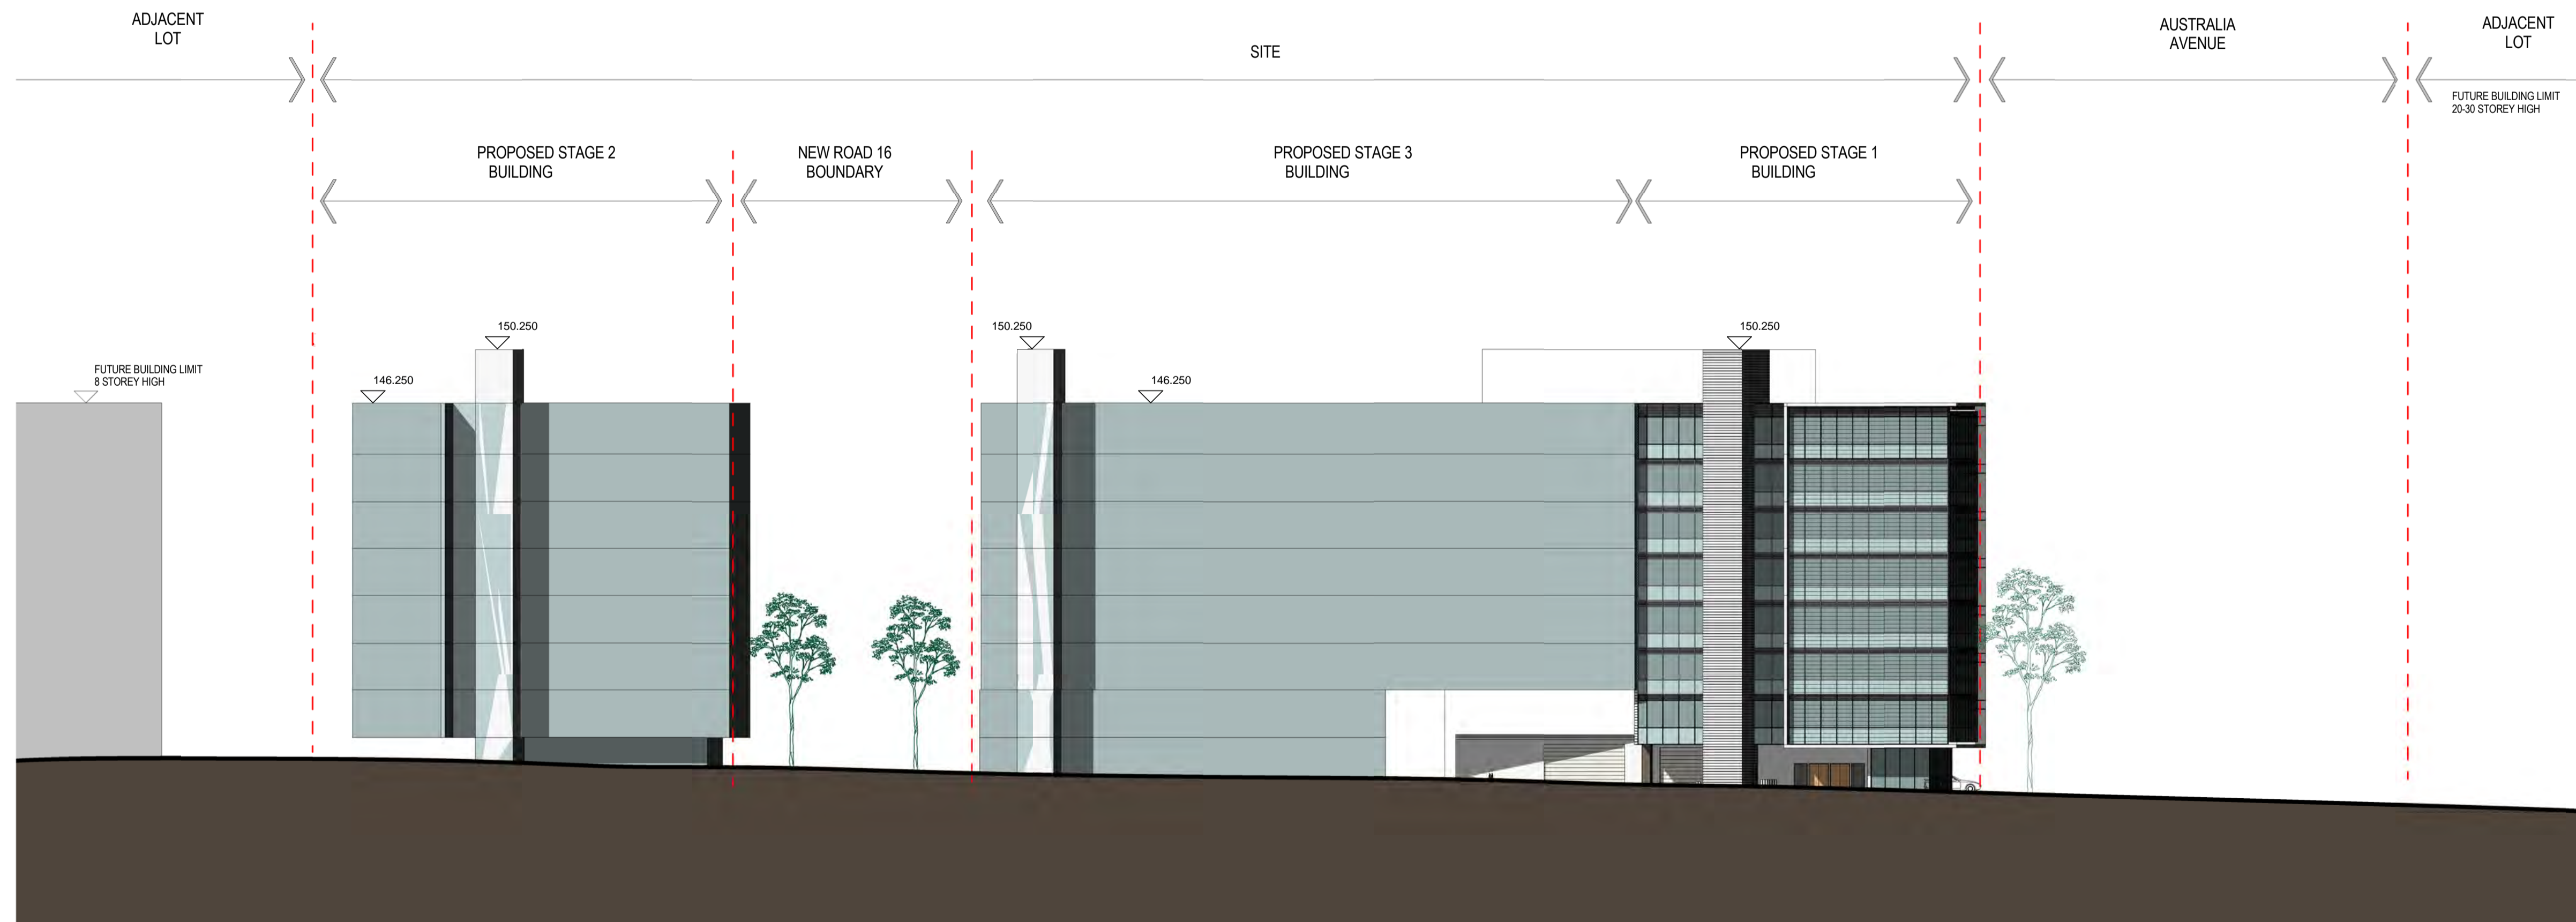 ADJACENT
LOT
SITE
AUSTRALIA
AVENUE
ADJACENT
LOT
FUTURE BUILDING LIMIT
20-30 STOREY HIGH
PROPOSED STAGE 2
BUILDING
NEW ROAD 16
BOUNDARY
PROPOSED STAGE 3
BUILDING
PROPOSED STAGE 1
BUILDING
150.250
150.250
150.250
FUTURE BUILDING LIMIT
8 STOREY HIGH
146.250
146.250